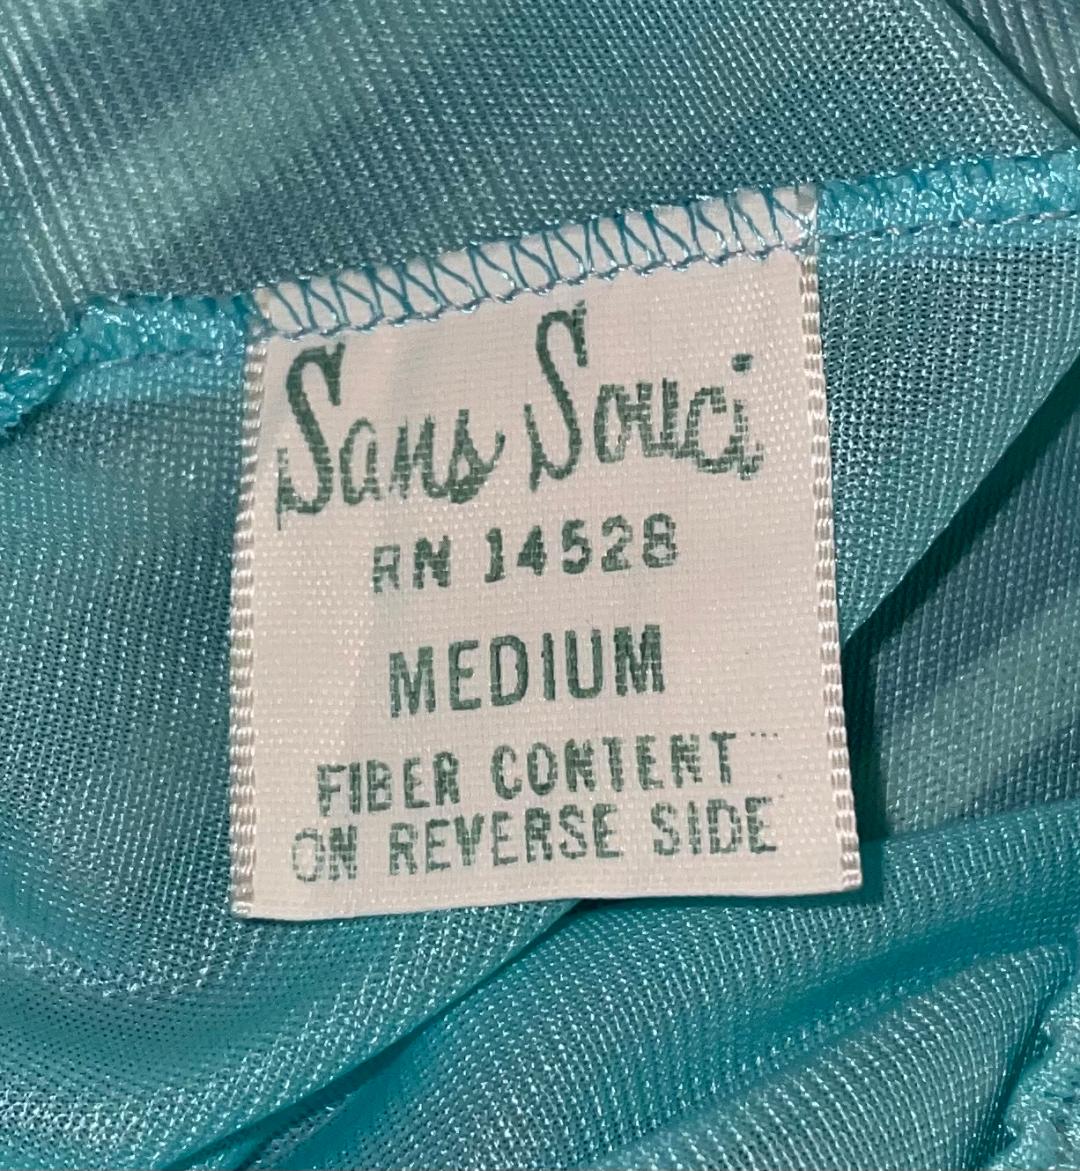 Sans Souci
RN 14528
MEDIUM
FIBER CONTENT
ON REVERSE SIDE